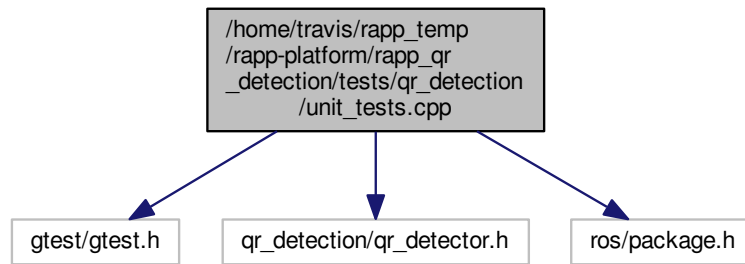 /home/travis/rapp_temp
/rapp-platform/rapp_qr
_detection/tests/qr_detection
/unit_tests.cpp
gtest/gtest.h
qr_detection/qr_detector.h
ros/package.h